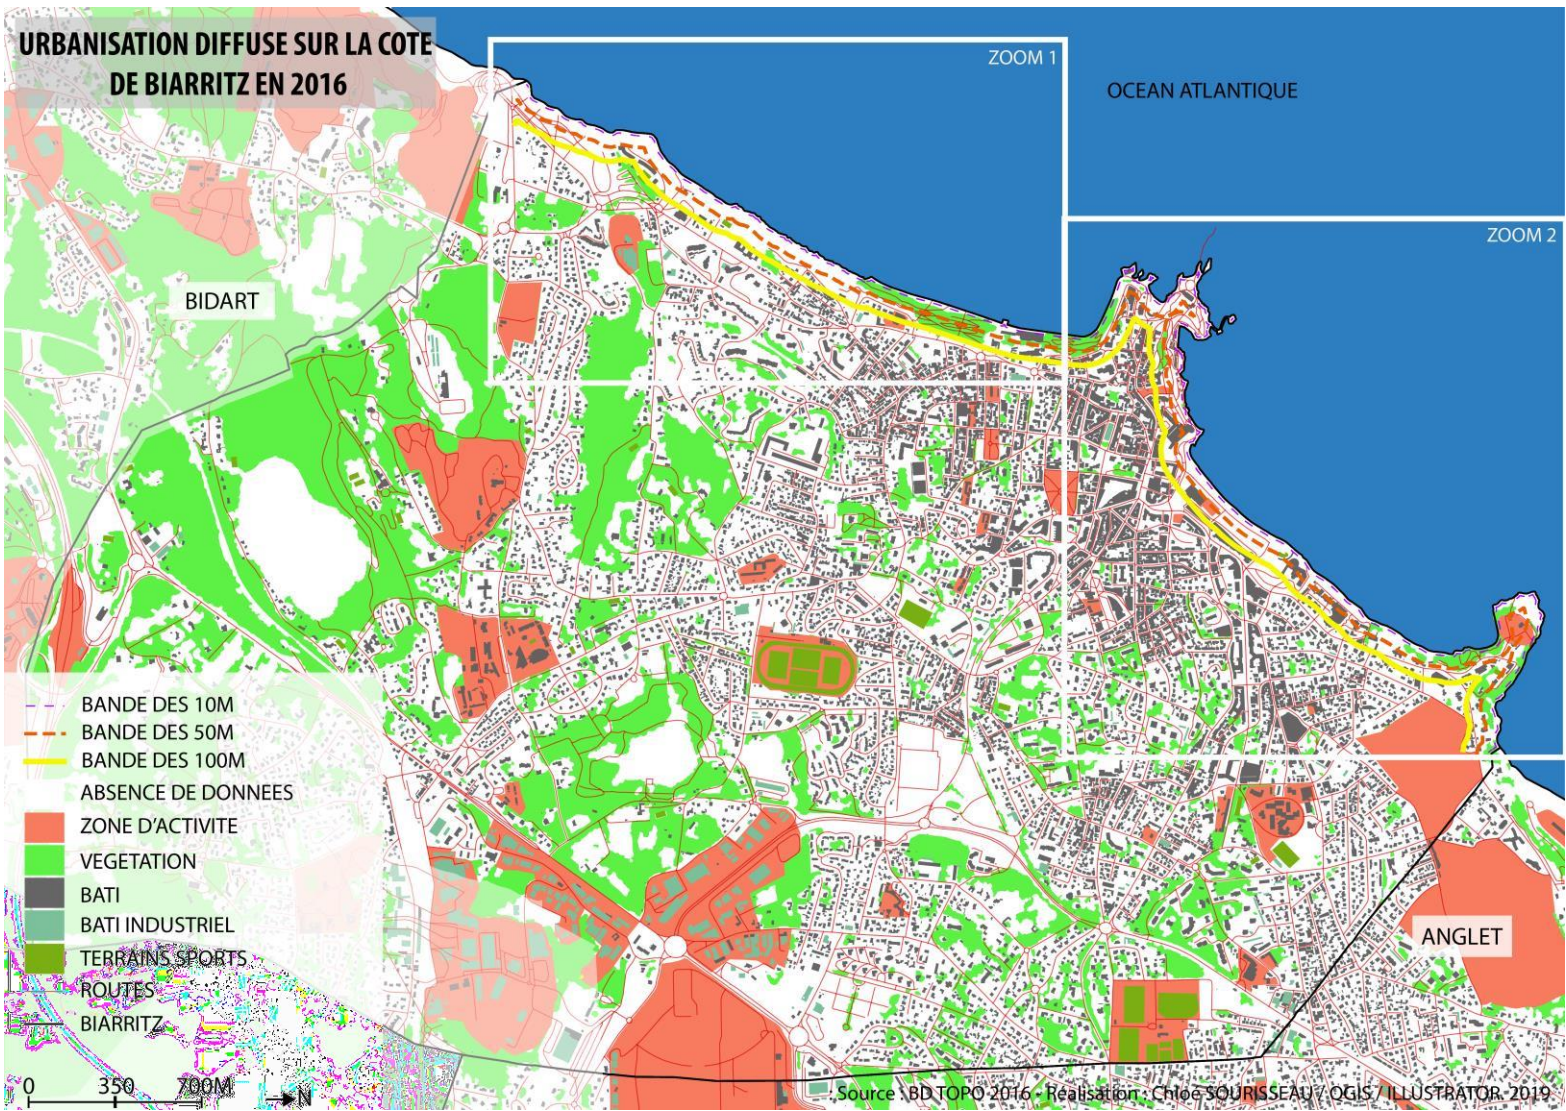 URBANISATION DIFFUSE SUR LA COTE
DE BIARRITZ EN 2016
ZOOM 1
OCEAN ATLANTIQUE
ZOOM 2
BIDART
BANDE DES 10M
BANDE DES 50M
BANDE DES 100M
ABSENCE DE DONNEES
ZONE D'ACTIVITE
VEGETATION
BATI
BATI INDUSTRIEL
TERRAINS SPORTS
ROUTES
BIARRITZ
ANGLET
0 350 700M
N
Source : BD TOPO 2016 - Réalisation : Chloé SOURISSEAU / QGIS / ILLUSTRATOR, 2019